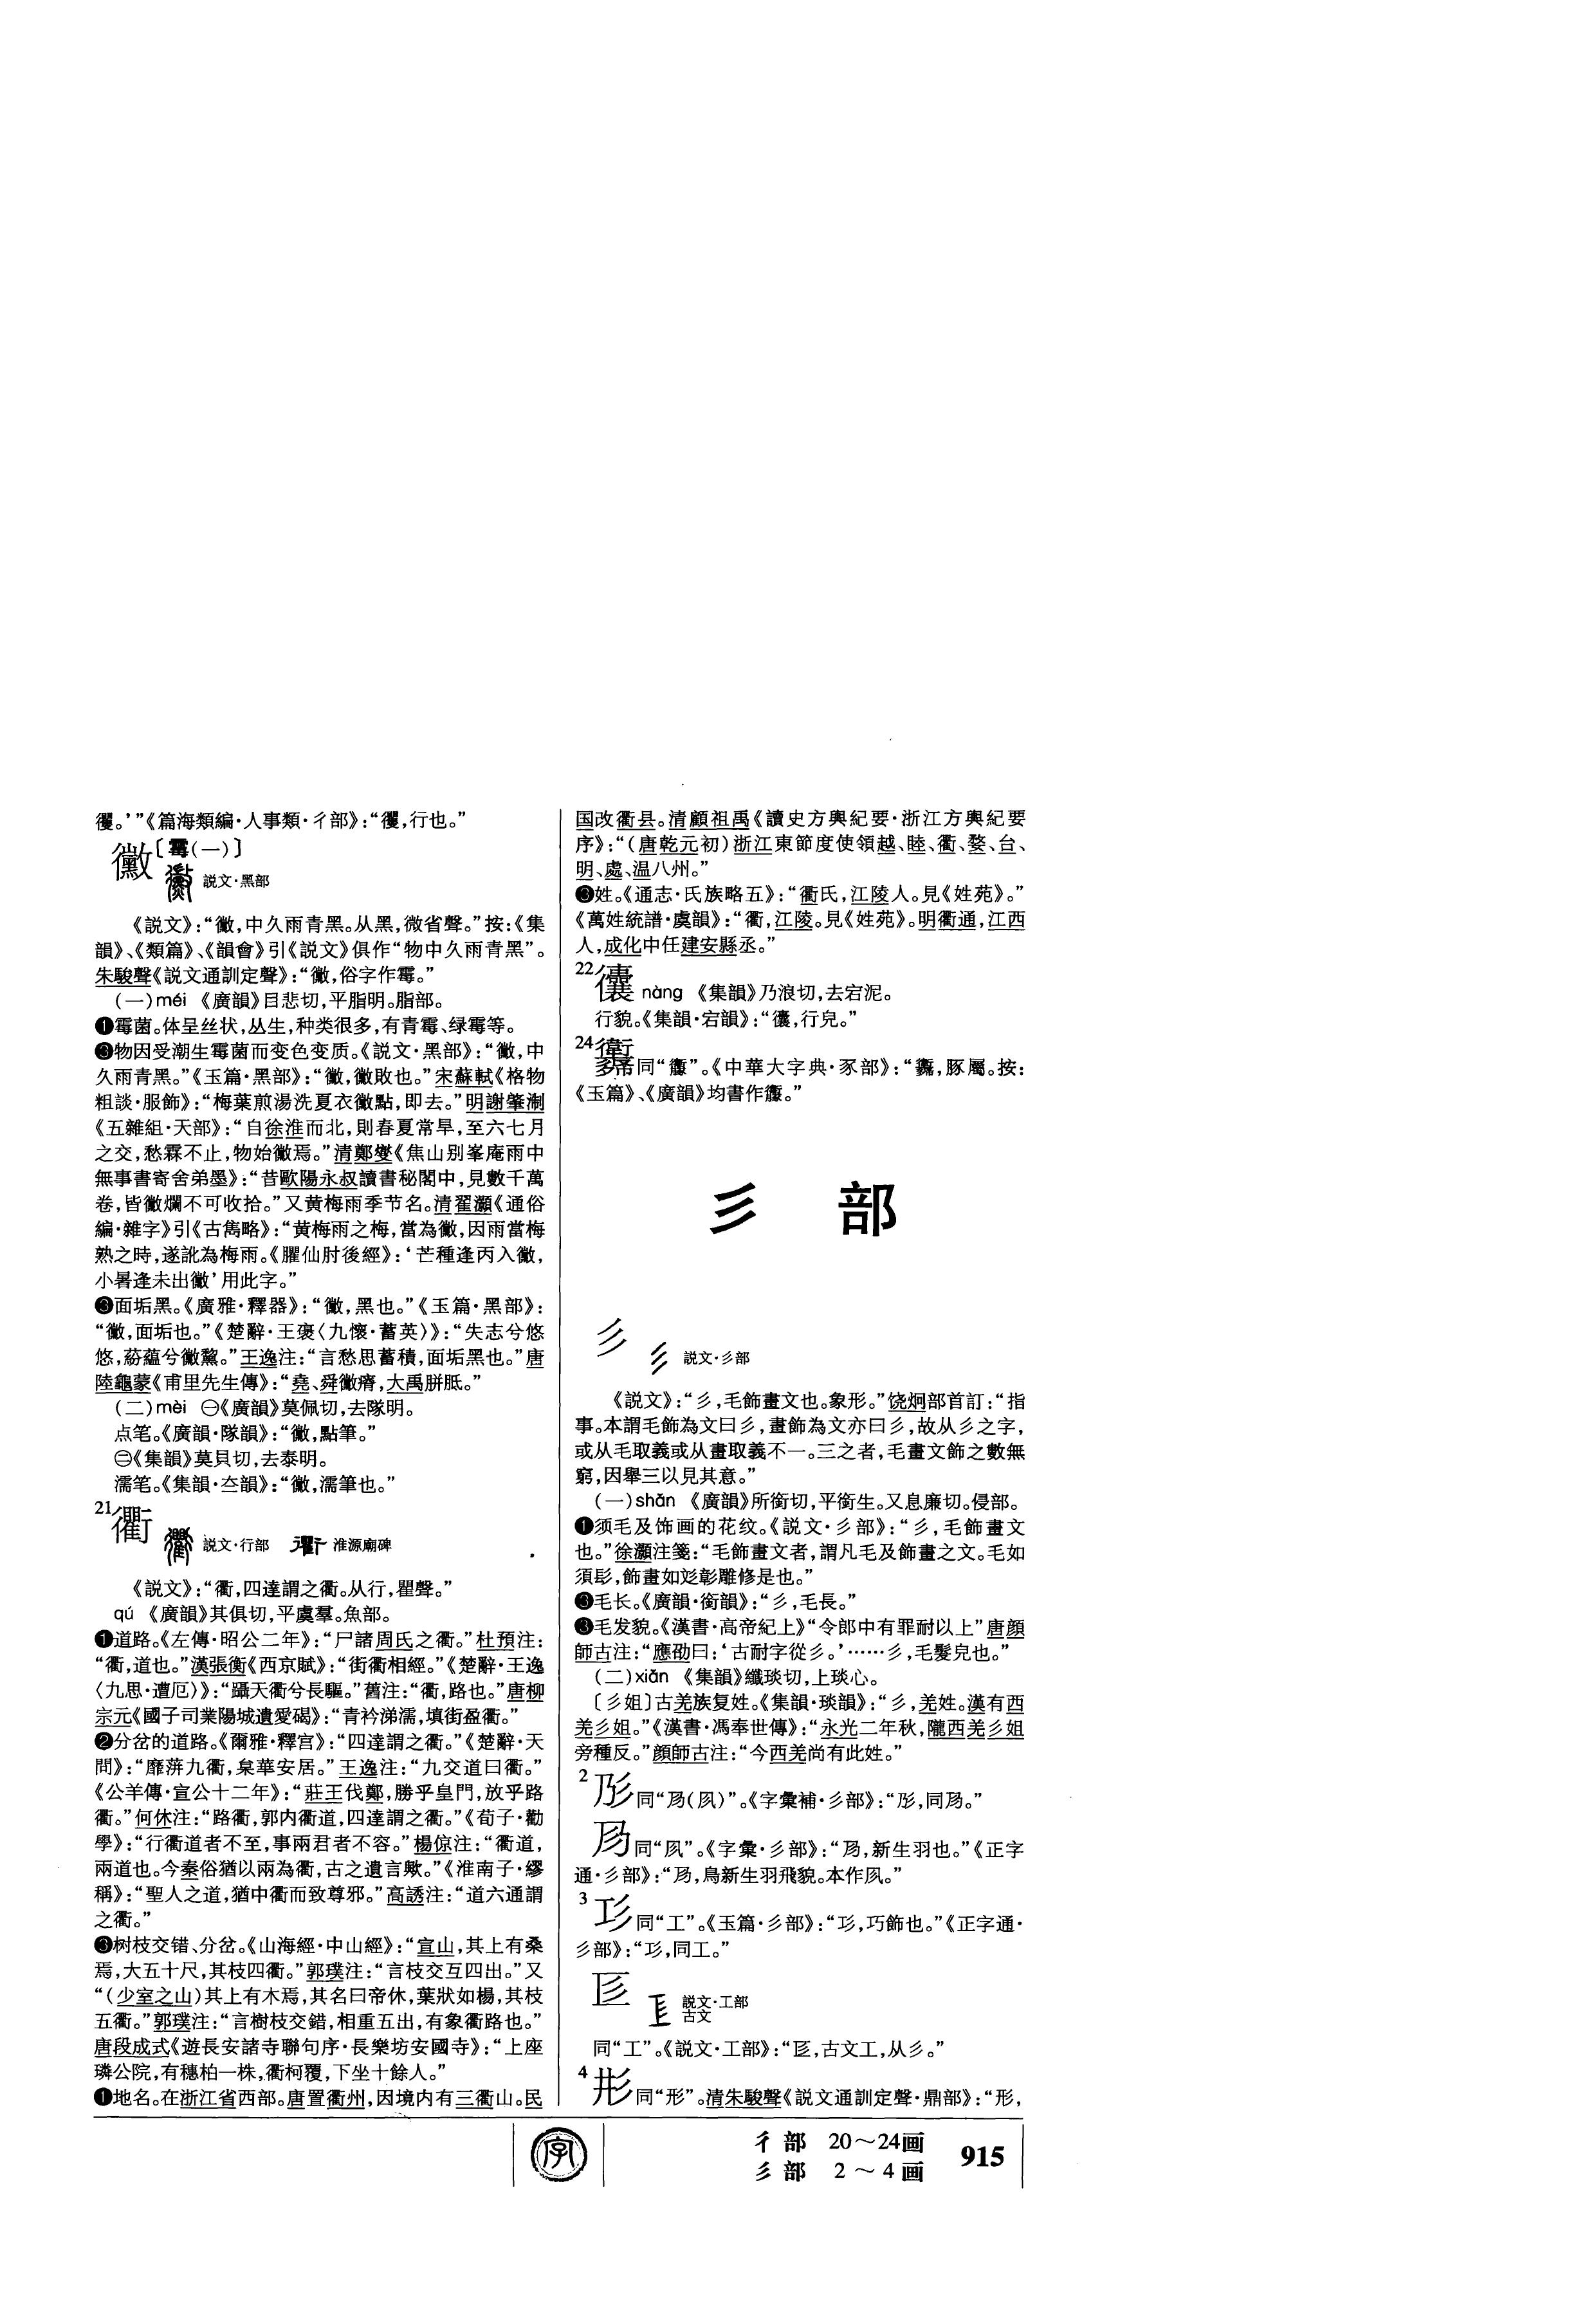 忂。’”《篇海類編·人事類·彳部》：“忂，行也。”
黴〔霉(一)〕
説文·黑部
《説文》：“黴，中久雨青黑。从黑，微省聲。”按：《集
韻》、《類篇》、《韻會》引《説文》俱作“物中久雨青黑”。
朱駿聲《説文通訓定聲》：“黴，俗字作霉。”
(一)méi 《廣韻》目悲切，平脂明。脂部。
❶霉菌。体呈丝状，丛生，种类很多，有青霉、绿霉等。
❸物因受潮生霉菌而变色变质。《説文·黑部》：“黴，中
久雨青黑。”《玉篇·黑部》：“黴，黴敗也。”宋蘇軾《格物
粗談·服飾》：“梅葉煎湯洗夏衣黴點，即去。”明謝肇淛
《五雜組·天部》：“自徐淮而北，則春夏常旱，至六七月
之交，愁霖不止，物始黴焉。”清鄭燮《焦山别峯庵雨中
無事書寄舍弟墨》：“昔歐陽永叔讀書秘閣中，見數千萬
卷，皆黴爛不可收拾。”又黄梅雨季节名。清翟灝《通俗
編·雜字》引《古雋略》：“黄梅雨之梅，當為黴，因雨當梅
熟之時，遂訛為梅雨。《臞仙肘後經》：‘芒種逢丙入黴，
小暑逢未出黴’用此字。”
❸面垢黑。《廣雅·釋器》：“黴，黑也。”《玉篇·黑部》：
“黴，面垢也。”《楚辭·王褒〈九懷·蓄英〉》：“失志兮悠
悠，蒶蘊兮黴黧。”王逸注：“言愁思蓄積，面垢黑也。”唐
陸龜蒙《甫里先生傳》：“堯、舜黴瘠，大禹胼胝。”
(二)mèi ㊀《廣韻》莫佩切，去隊明。
点笔。《廣韻·隊韻》：“黴，點筆。”
㊂《集韻》莫貝切，去泰明。
濡笔。《集韻·夳韻》：“黴，濡筆也。”
21衢 説文·行部 淮源廟碑
《説文》：“衢，四達謂之衢。从行，瞿聲。”
qú 《廣韻》其俱切，平虞羣。魚部。
❶道路。《左傳·昭公二年》：“尸諸周氏之衢。”杜預注：
“衢，道也。”漢張衡《西京賦》：“街衢相經。”《楚辭·王逸
〈九思·遭厄〉》：“躡天衢兮長驅。”舊注：“衢，路也。”唐柳
宗元《國子司業陽城遺愛碣》：“青衿涕濡，填街盈衢。”
❷分岔的道路。《爾雅·釋宫》：“四達謂之衢。”《楚辭·天
問》：“靡蓱九衢，枲華安居。”王逸注：“九交道曰衢。”
《公羊傳·宣公十二年》：“莊王伐鄭，勝乎皇門，放乎路
衢。”何休注：“路衢，郭内衢道，四達謂之衢。”《荀子·勸
學》：“行衢道者不至，事兩君者不容。”楊倞注：“衢道，
兩道也。今秦俗猶以兩為衢，古之遺言歟。”《淮南子·繆
稱》：“聖人之道，猶中衢而致尊邪。”高誘注：“道六通謂
之衢。”
❸树枝交错、分岔。《山海經·中山經》：“宣山，其上有桑
焉，大五十尺，其枝四衢。”郭璞注：“言枝交互四出。”又
“(少室之山)其上有木焉，其名曰帝休，葉狀如楊，其枝
五衢。”郭璞注：“言樹枝交錯，相重五出，有象衢路也。”
唐段成式《遊長安諸寺聯句序·長樂坊安國寺》：“上座
璘公院，有穗柏一株，衢柯覆，下坐十餘人。”
❶地名。在浙江省西部。唐置衢州，因境内有三衢山。民
国改衢县。清顧祖禹《讀史方輿紀要·浙江方輿紀要
序》：“(唐乾元初)浙江東節度使領越、睦、衢、婺、台、
明、處、温八州。”
❸姓。《通志·氏族略五》：“衢氏，江陵人。見《姓苑》。”
《萬姓統譜·虞韻》：“衢，江陵。見《姓苑》。明衢通，江西
人，成化中任建安縣丞。”
22 nàng 《集韻》乃浪切，去宕泥。
行貌。《集韻·宕韻》：“，行皃。”
24同“”。《中華大字典·豕部》：“，豚屬。按：
《玉篇》、《廣韻》均書作。”
彡 部
彡 説文·彡部
《説文》：“彡，毛飾畫文也。象形。”饶炯部首訂：“指
事。本謂毛飾為文曰彡，畫飾為文亦曰彡，故从彡之字，
或从毛取義或从畫取義不一。三之者，毛畫文飾之數無
窮，因舉三以見其意。”
(一)shān 《廣韻》所銜切，平銜生。又息廉切。侵部。
❶须毛及饰画的花纹。《説文·彡部》：“彡，毛飾畫文
也。”徐灝注箋：“毛飾畫文者，謂凡毛及飾畫之文。毛如
須髟，飾畫如彣彰雕修是也。”
❸毛长。《廣韻·銜韻》：“彡，毛長。”
❸毛发貌。《漢書·高帝紀上》“令郎中有罪耐以上”唐顔
師古注：“應劭曰：‘古耐字從彡。’……彡，毛髮皃也。”
(二)xiǎn 《集韻》纖琰切，上琰心。
〔彡姐〕古羌族复姓。《集韻·琰韻》：“彡，羌姓。漢有西
羌彡姐。”《漢書·馮奉世傳》：“永光二年秋，隴西羌彡姐
旁種反。”顔師古注：“今西羌尚有此姓。”
2 同“(㐱)”。《字彙補·彡部》：“，同。”
同“”。《字彙·彡部》：“，新生羽也。”《正字
通·彡部》：“，鳥新生羽飛貌。本作。”
3 同“工”。《玉篇·彡部》：“，巧飾也。”《正字通·
彡部》：“，同工。”
説文·工部
古文
同“工”。《説文·工部》：“，古文工，从彡。”
4 同“形”。清朱駿聲《説文通訓定聲·鼎部》：“形，
字
彳部 20～24画
彡部 2～4画
915